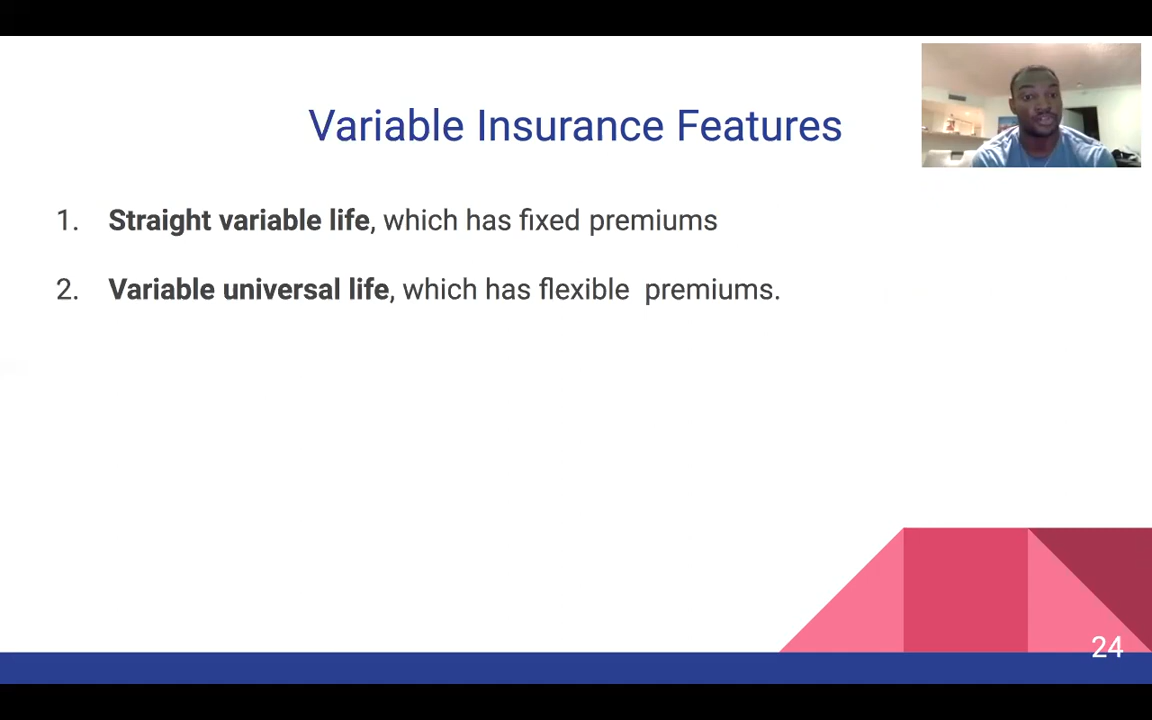 Variable Insurance Features
1. Straight variable life, which has fixed premiums
2. Variable universal life, which has flexible  premiums.
24